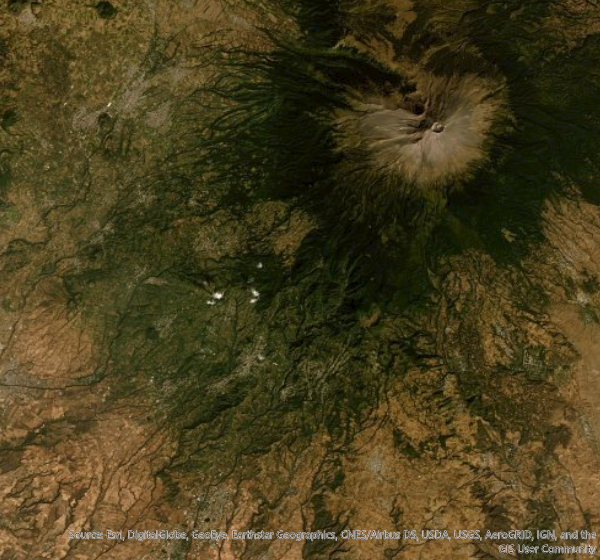 Source: Esri, DigitalGlobe, GeoEye, Earthstar Geographics, CNES/Airbus DS, USDA, USGS, AeroGRID, IGN, and the
GIS User Community